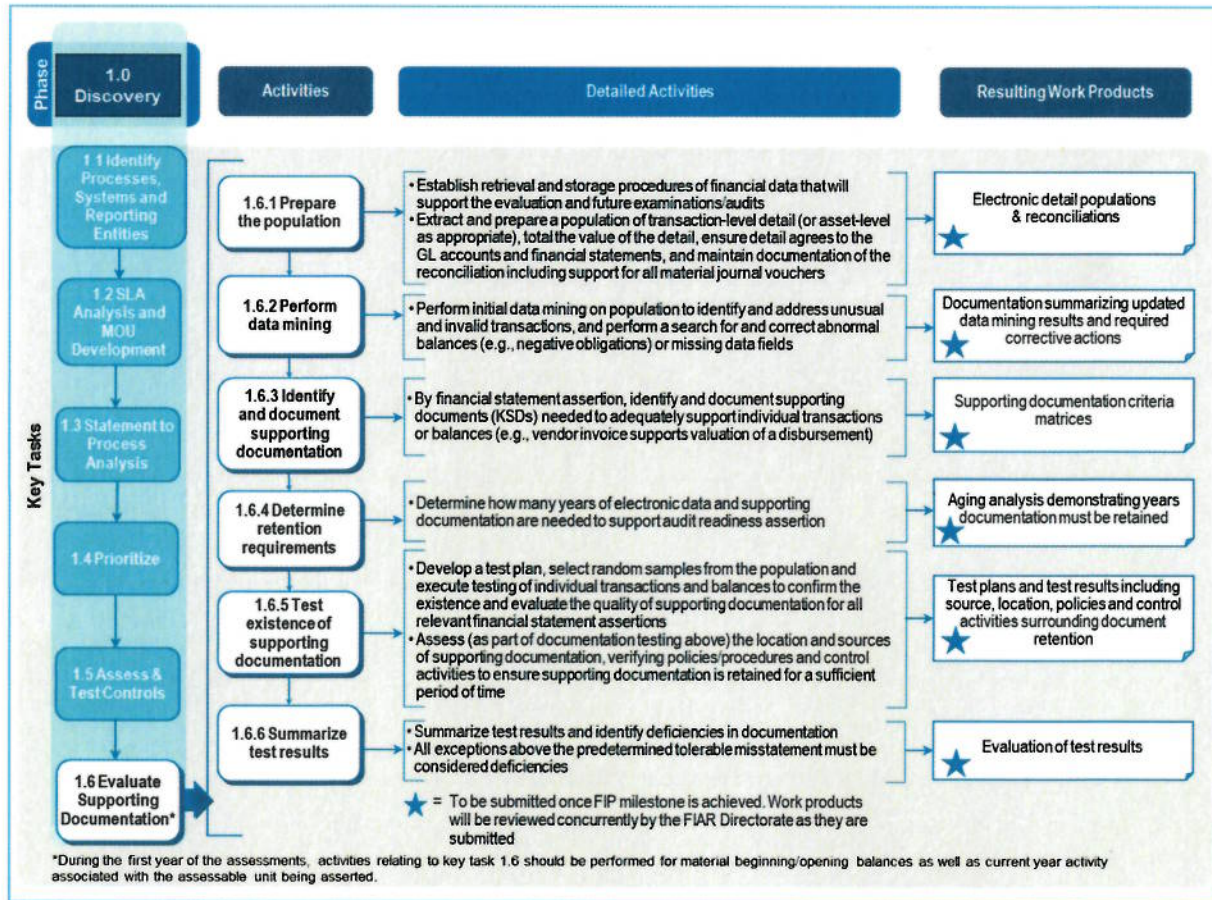 Phase
1.0
Discovery
Activities
Detailed Activities
Resulting Work Products
Key Tasks
1.1 Identify
Processes,
Systems and
Reporting
Entities
1.2 SLA
Analysis and
MOU
Development
1.3 Statement to
Process
Analysis
1.4 Prioritize
1.5 Assess &
Test Controls
1.6 Evaluate
Supporting
Documentation*
1.6.1 Prepare
the population
• Establish retrieval and storage procedures of financial data that will
support the evaluation and future examinations/audits
• Extract and prepare a population of transaction-level detail (or asset-level
as appropriate), total the value of the detail, ensure detail agrees to the
GL accounts and financial statements, and maintain documentation of the
reconciliation including support for all material journal vouchers
Electronic detail populations
& reconciliations
1.6.2 Perform
data mining
• Perform initial data mining on population to identify and address unusual
and invalid transactions, and perform a search for and correct abnormal
balances (e.g., negative obligations) or missing data fields
Documentation summarizing updated
data mining results and required
corrective actions
1.6.3 Identify
and document
supporting
documentation
• By financial statement assertion, identify and document supporting
documents (KSDs) needed to adequately support individual transactions
or balances (e.g., vendor invoice supports valuation of a disbursement)
Supporting documentation criteria
matrices
1.6.4 Determine
retention
requirements
• Determine how many years of electronic data and supporting
documentation are needed to support audit readiness assertion
Aging analysis demonstrating years
documentation must be retained
1.6.5 Test
existence of
supporting
documentation
• Develop a test plan, select random samples from the population and
execute testing of individual transactions and balances to confirm the
existence and evaluate the quality of supporting documentation for all
relevant financial statement assertions
• Assess (as part of documentation testing above) the location and sources
of supporting documentation, verifying policies/procedures and control
activities to ensure supporting documentation is retained for a sufficient
period of time
Test plans and test results including
source, location, policies and control
activities surrounding document
retention
1.6.6 Summarize
test results
• Summarize test results and identify deficiencies in documentation
• All exceptions above the predetermined tolerable misstatement must be
considered deficiencies
Evaluation of test results
= To be submitted once FIP milestone is achieved. Work products
will be reviewed concurrently by the FIAR Directorate as they are
submitted
*During the first year of the assessments, activities relating to key task 1.6 should be performed for material beginning/opening balances as well as current year activity
associated with the assessable unit being asserted.